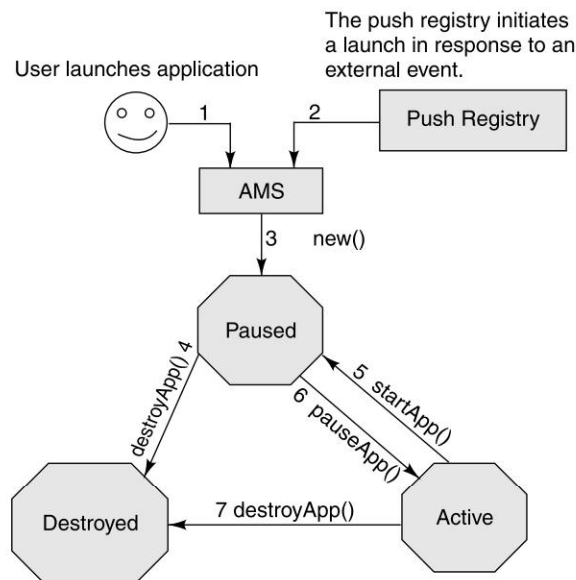 The push registry initiates
a launch in response to an
external event.
User launches application
1
2
Push Registry
AMS
3 new()
Paused
destroyApp() 4
5 startApp()
6 pauseApp()
Destroyed
7 destroyApp()
Active